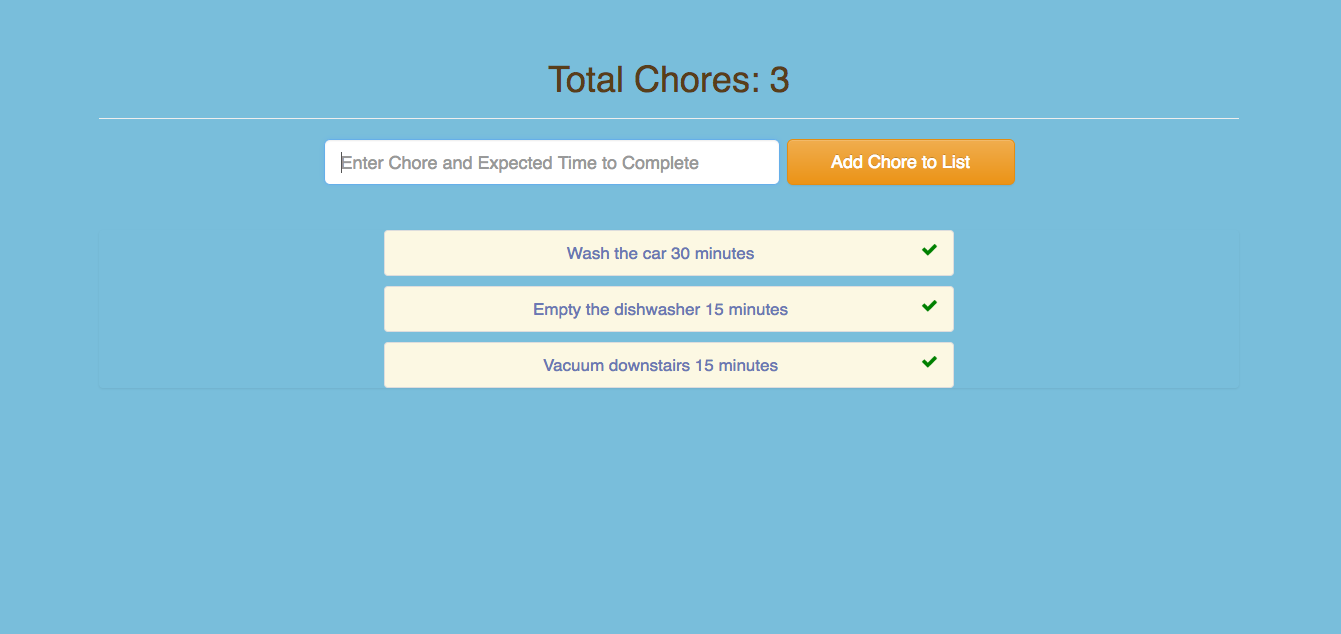 Total Chores: 3
Enter Chore and Expected Time to Complete
Add Chore to List
Wash the car 30 minutes
Empty the dishwasher 15 minutes
Vacuum downstairs 15 minutes